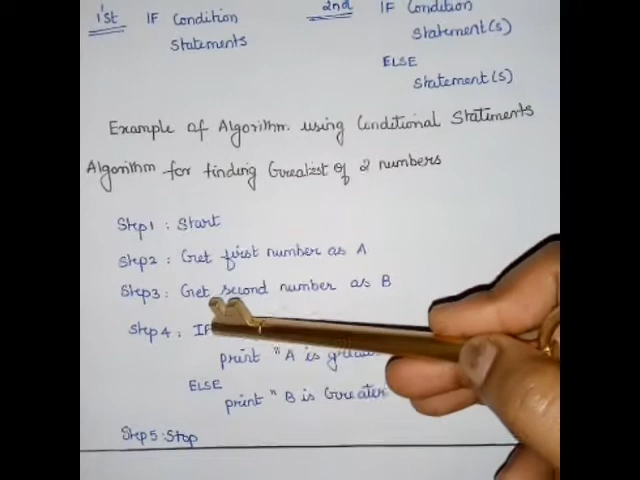 1st IF Condition
Statements
2nd IF Condition
Statement(s)
ELSE
Statement(s)
Example of Algorithm using Conditional Statements
Algorithm for finding Greatest of 2 numbers
Step1 : Start
Step2 : Get first number as A
Step3 : Get second number as B
Step4 : IF
print "A is
ELSE
print "B is Greater
Step5 : Stop